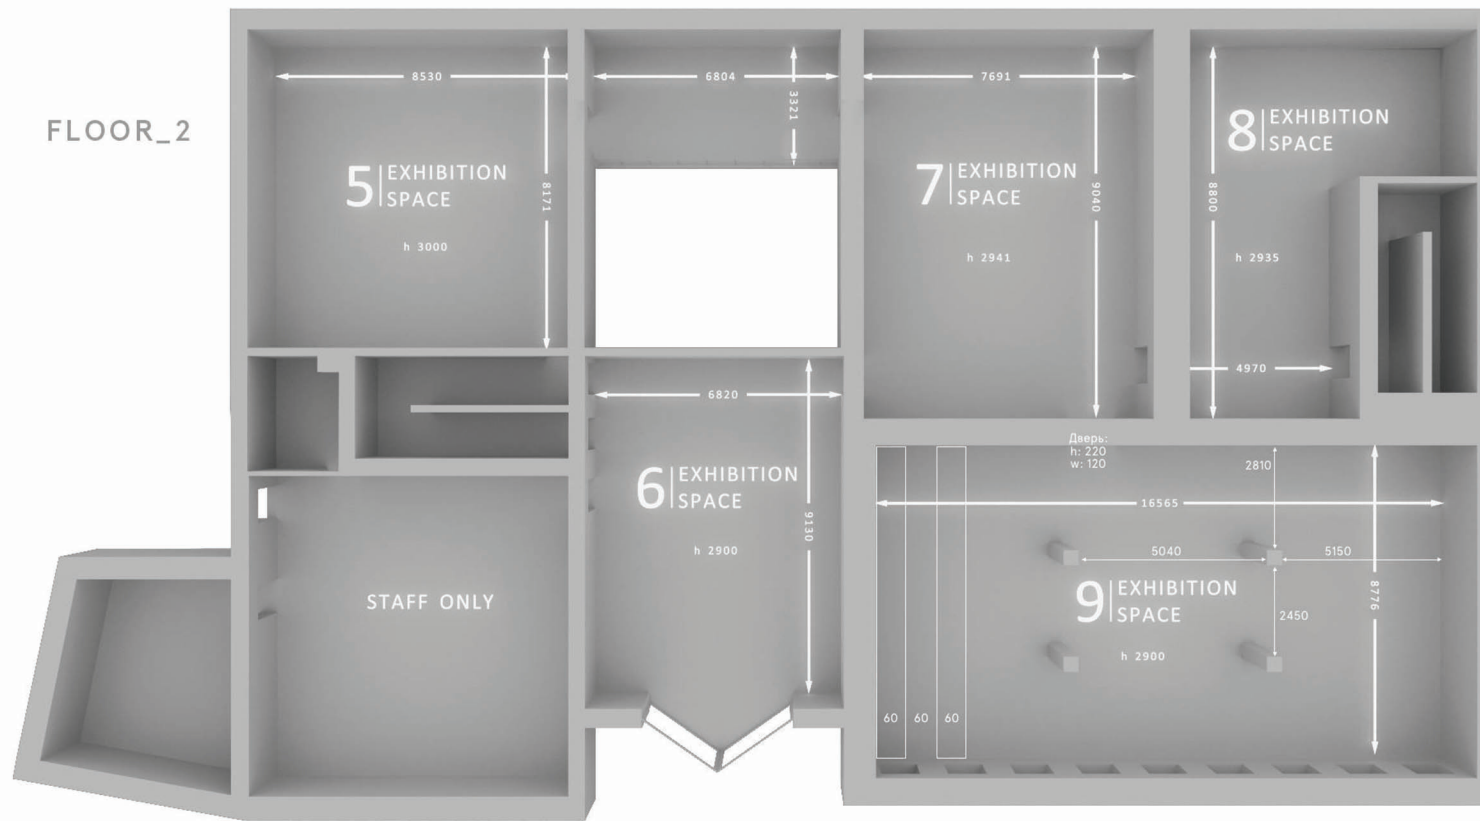 FLOOR_2
8530
8171
5
EXHIBITION
SPACE
h 3000
6804
3321
7691
9040
7
EXHIBITION
SPACE
h 2941
8
EXHIBITION
SPACE
8800
h 2935
4970
6820
9130
6
EXHIBITION
SPACE
h 2900
STAFF ONLY
Дверь:
h: 220
w: 120
2810
16565
5040
5150
8776
9
EXHIBITION
SPACE
2450
h 2900
60
60
60